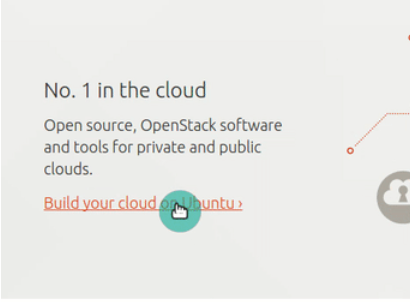 No. 1 in the cloud
Open source, OpenStack software
and tools for private and public
clouds.
Build your cloud on Ubuntu ›